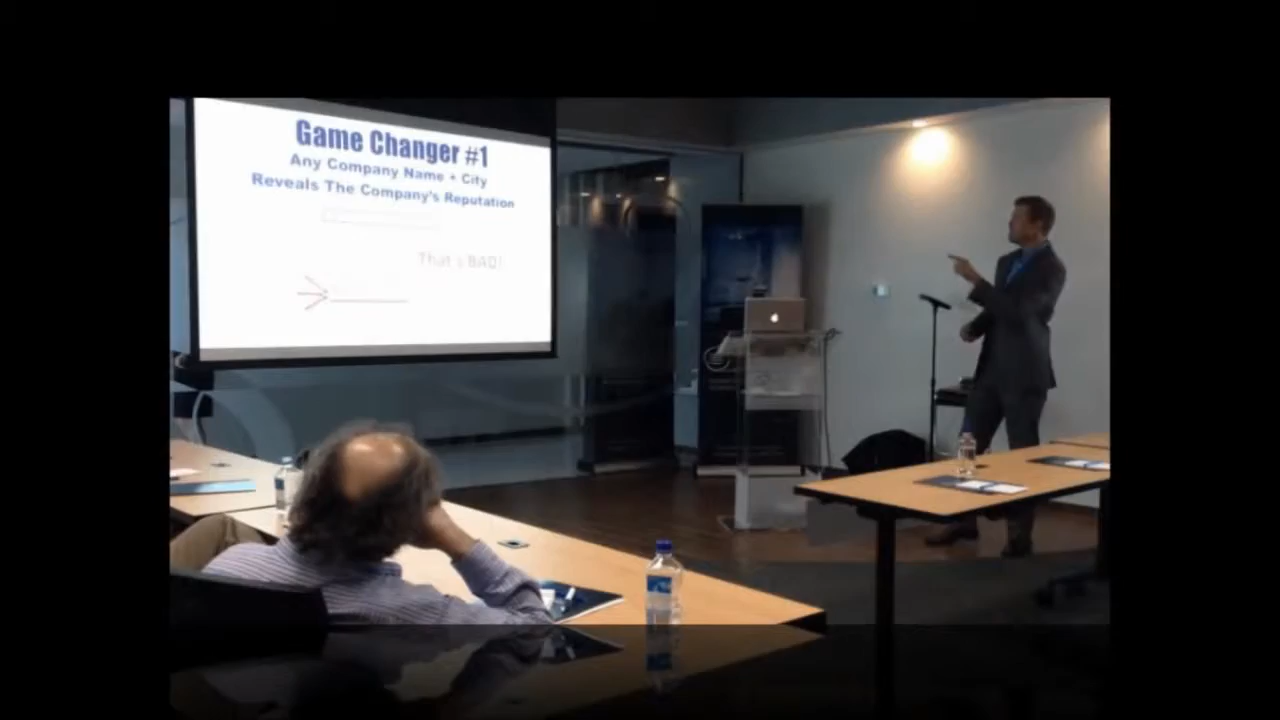 Game Changer #1
Any Company Name + City
Reveals The Company's Reputation
That's BAD!